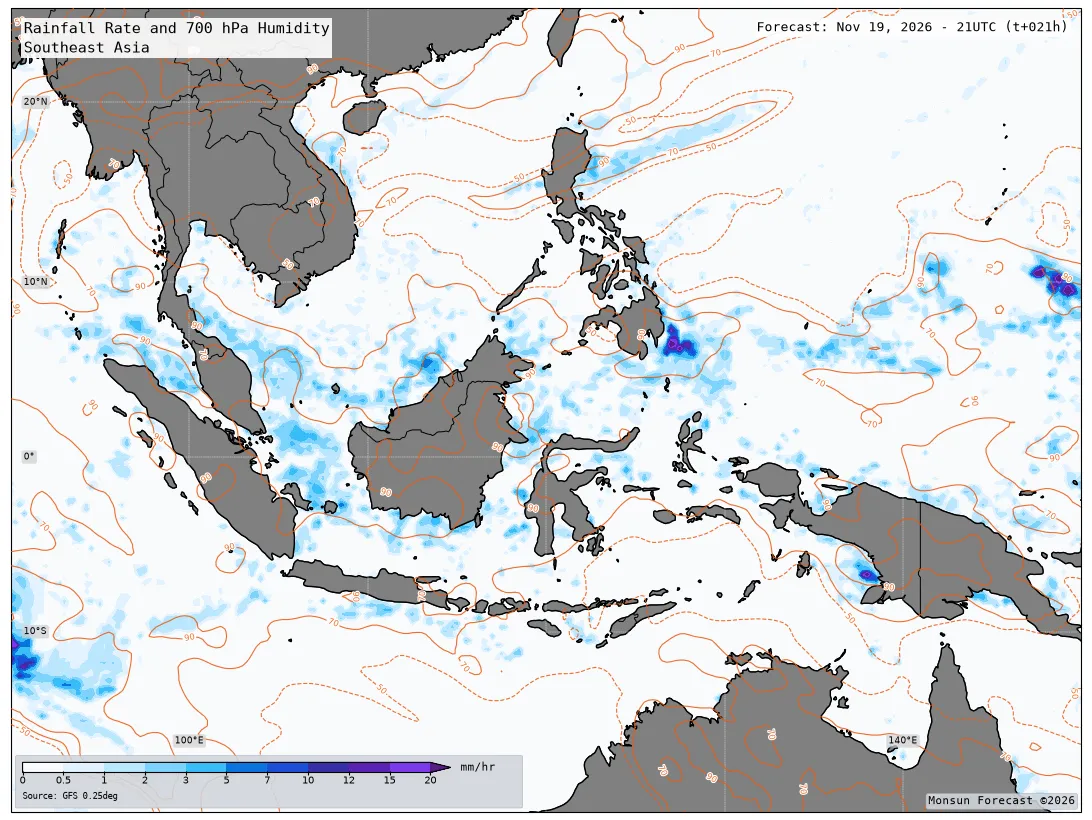 Rainfall Rate and 700 hPa Humidity
Southeast Asia
Forecast: Nov 19, 2026 - 21UTC (t+021h)
20°N
10°N
0°
10°S
100°E
140°E
0 0.5 1 2 3 5 7 10 12 15 20 mm/hr
Source: GFS 0.25deg
Monsun Forecast ©2026